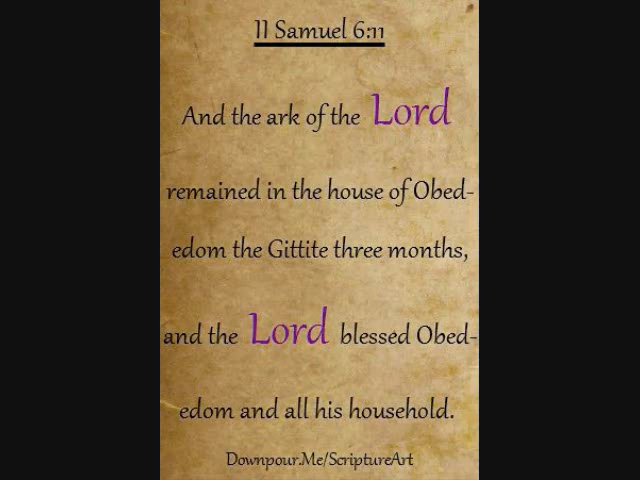 II Samuel 6:11
And the ark of the Lord
remained in the house of Obed-
edom the Gittite three months,
and the Lord blessed Obed-
edom and all his household.
Downpour.Me/ScriptureArt